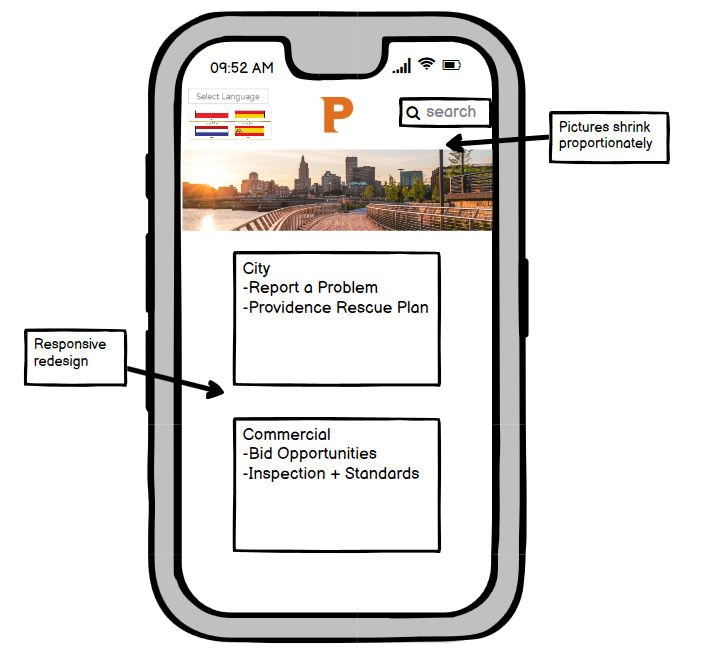 09:52 AM
Select Language
P
search
Pictures shrink
proportionately
City
-Report a Problem
-Providence Rescue Plan
Responsive
redesign
Commercial
-Bid Opportunities
-Inspection + Standards